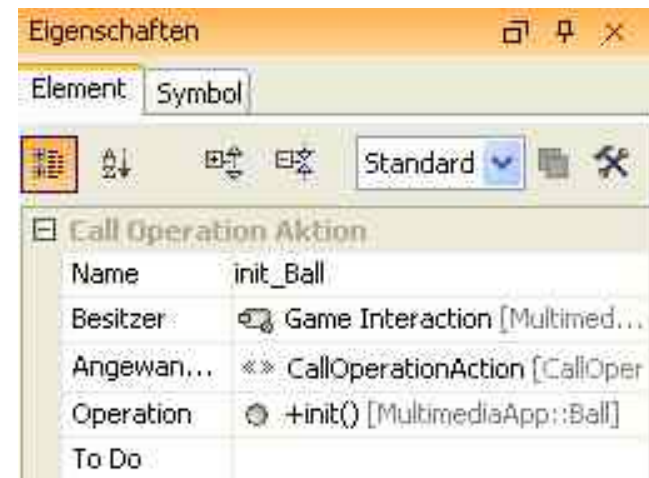 Eigenschaften
Element Symbol
Standard
Call Operation Aktion
Name init_Ball
Besitzer Game Interaction [Multimed...
Angewan... «» CallOperationAction [CallOper
Operation +init() [MultimediaApp::Ball]
To Do